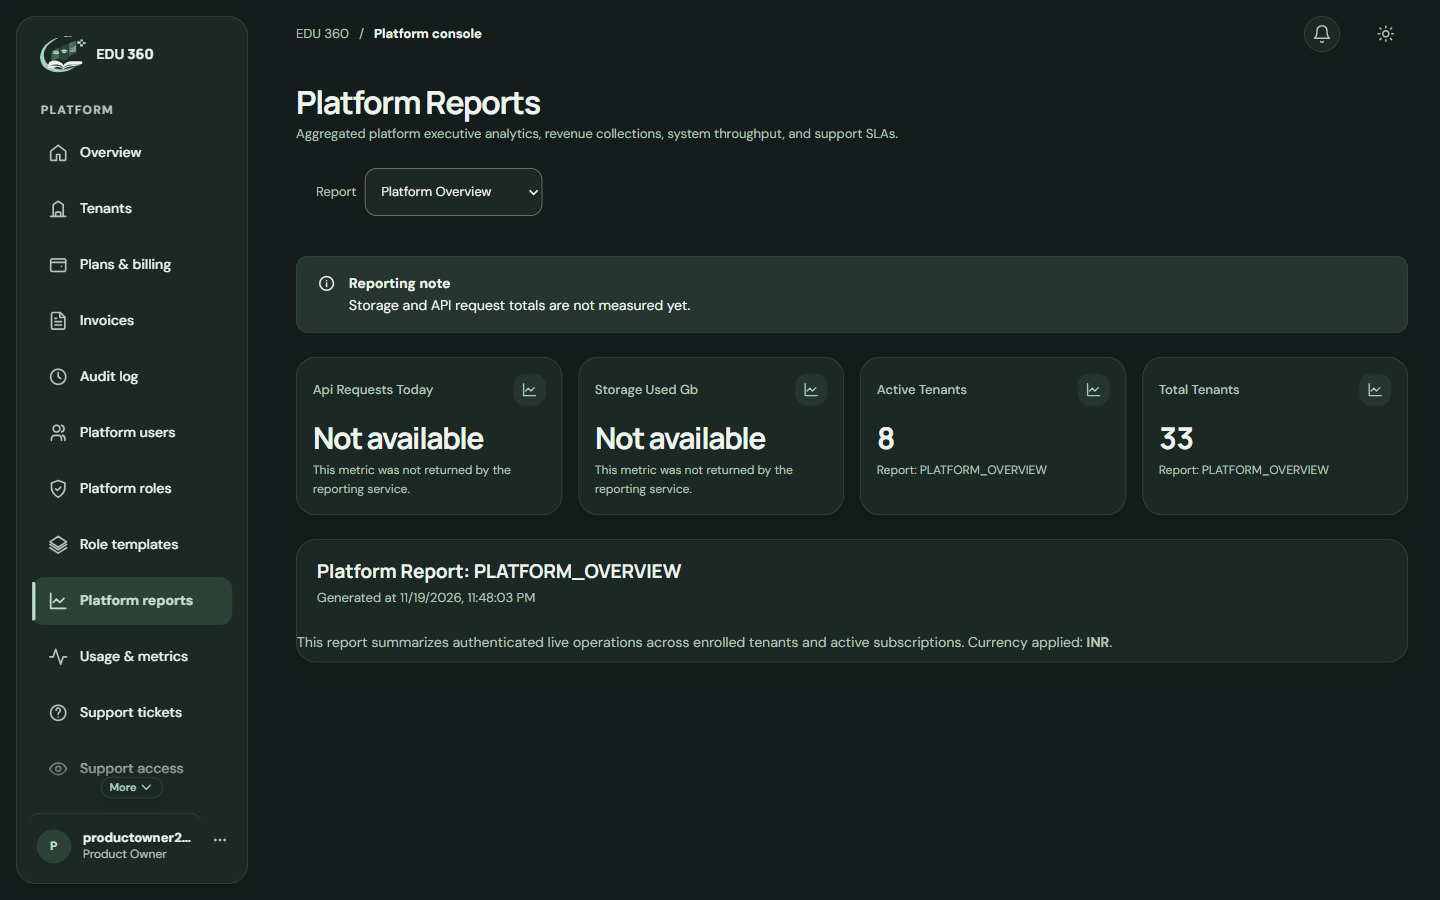 EDU 360
PLATFORM
Overview
Tenants
Plans & billing
Invoices
Audit log
Platform users
Platform roles
Role templates
Platform reports
Usage & metrics
Support tickets
Support access
More
P
productowner2...
Product Owner
EDU 360 / Platform console
Platform Reports
Aggregated platform executive analytics, revenue collections, system throughput, and support SLAs.
Report
Platform Overview
Reporting note
Storage and API request totals are not measured yet.
Api Requests Today
Not available
This metric was not returned by the
reporting service.
Storage Used Gb
Not available
This metric was not returned by the
reporting service.
Active Tenants
8
Report: PLATFORM_OVERVIEW
Total Tenants
33
Report: PLATFORM_OVERVIEW
Platform Report: PLATFORM_OVERVIEW
Generated at 11/19/2026, 11:48:03 PM
This report summarizes authenticated live operations across enrolled tenants and active subscriptions. Currency applied: INR.